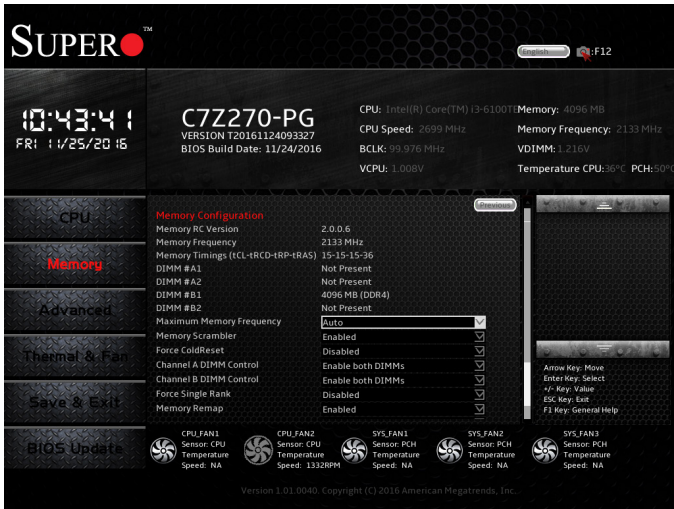 SUPER TM
English :F12
10:43:41
FRI 11/25/2016
C7Z270-PG
VERSION T20161124093327
BIOS Build Date: 11/24/2016
CPU: Intel(R) Core(TM) i3-6100TE
CPU Speed: 2699 MHz
BCLK: 99.976 MHz
VCPU: 1.008V
Memory: 4096 MB
Memory Frequency: 2133 MHz
VDIMM: 1.216V
Temperature CPU:36°C PCH:50°C
CPU
Memory
Advanced
Thermal & Fan
Save & Exit
BIOS Update
Previous
Memory Configuration
Memory RC Version 2.0.0.6
Memory Frequency 2133 MHz
Memory Timings (tCL-tRCD-tRP-tRAS) 15-15-15-36
DIMM #A1 Not Present
DIMM #A2 Not Present
DIMM #B1 4096 MB (DDR4)
DIMM #B2 Not Present
Maximum Memory Frequency Auto
Memory Scrambler Enabled
Force ColdReset Disabled
Channel A DIMM Control Enable both DIMMs
Channel B DIMM Control Enable both DIMMs
Force Single Rank Disabled
Memory Remap Enabled
Arrow Key: Move
Enter Key: Select
+/- Key: Value
ESC Key: Exit
F1 Key: General Help
CPU_FAN1
Sensor: CPU
Temperature
Speed: NA
CPU_FAN2
Sensor: CPU
Temperature
Speed: 1332RPM
SYS_FAN1
Sensor: PCH
Temperature
Speed: NA
SYS_FAN2
Sensor: PCH
Temperature
Speed: NA
SYS_FAN3
Sensor: PCH
Temperature
Speed: NA
Version 1.01.0040. Copyright (C) 2016 American Megatrends, Inc.